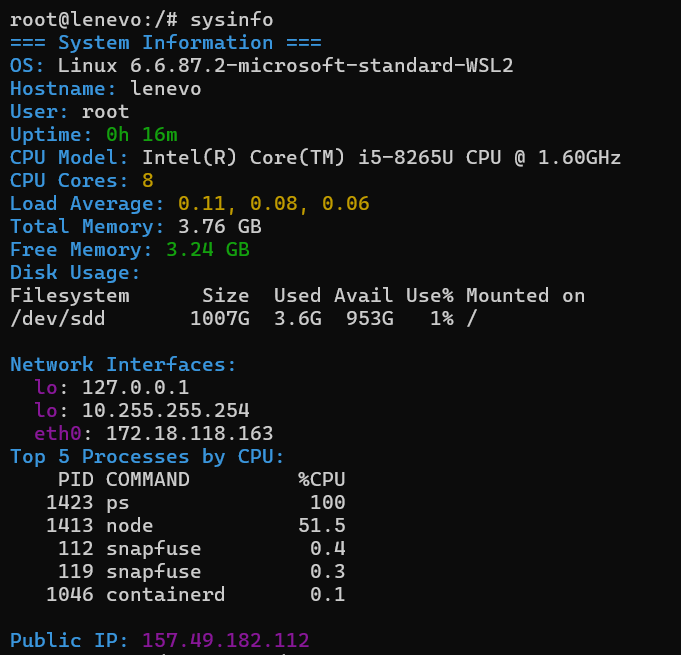 root@lenevo:/# sysinfo
=== System Information ===
OS: Linux 6.6.87.2-microsoft-standard-WSL2
Hostname: lenevo
User: root
Uptime: 0h 16m
CPU Model: Intel(R) Core(TM) i5-8265U CPU @ 1.60GHz
CPU Cores: 8
Load Average: 0.11, 0.08, 0.06
Total Memory: 3.76 GB
Free Memory: 3.24 GB
Disk Usage:
Filesystem      Size  Used Avail Use% Mounted on
/dev/sdd       1007G  3.6G  953G   1% /
Network Interfaces:
  lo: 127.0.0.1
  lo: 10.255.255.254
  eth0: 172.18.118.163
Top 5 Processes by CPU:
    PID COMMAND         %CPU
   1423 ps               100
   1413 node            51.5
    112 snapfuse         0.4
    119 snapfuse         0.3
   1046 containerd       0.1
Public IP: 157.49.182.112